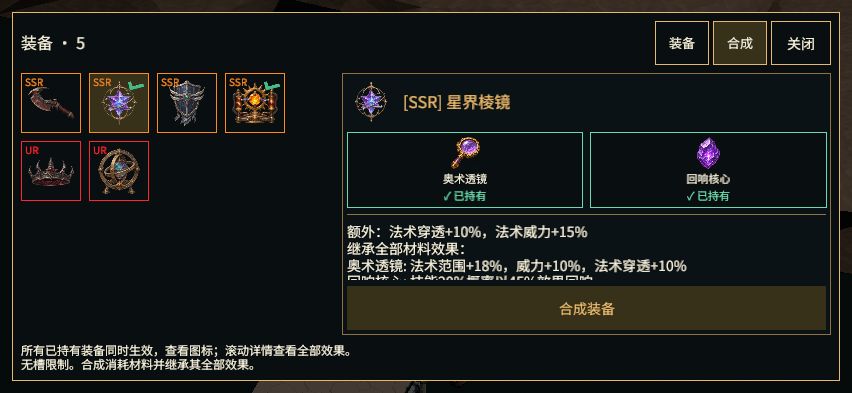 装备 · 5
装备
合成
关闭
SSR
SSR
SSR
SSR
UR
UR
[SSR] 星界棱镜
奥术透镜
✓已持有
回响核心
✓已持有
额外：法术穿透+10%，法术威力+15%
继承全部材料效果：
奥术透镜: 法术范围+18%，威力+10%，法术穿透+10%
合成装备
所有已持有装备同时生效，查看图标；滚动详情查看全部效果。
无槽限制。合成消耗材料并继承其全部效果。